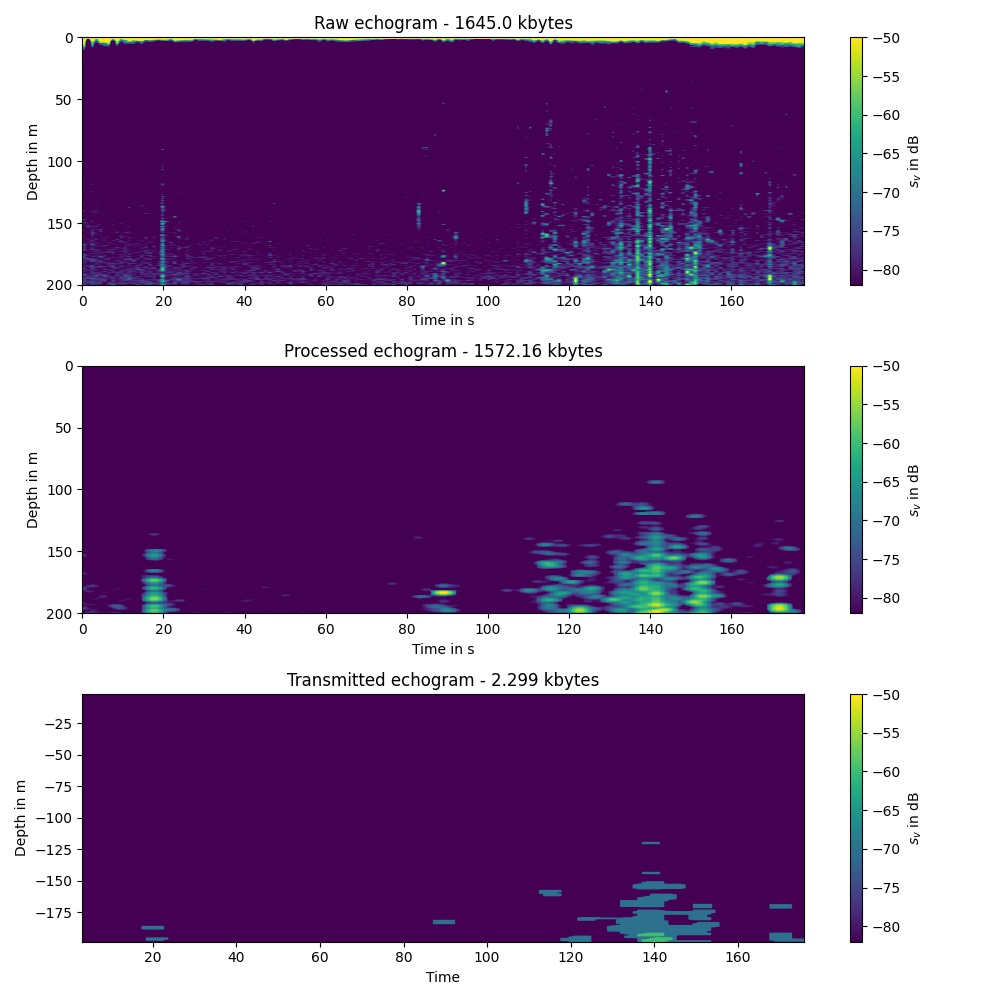 Raw echogram - 1645.0 kbytes
0
50
100
150
200
Depth in m
0 20 40 60 80 100 120 140 160
Time in s
−50
−55
−60
−65
−70
−75
−80
sv in dB
Processed echogram - 1572.16 kbytes
0
50
100
150
200
Depth in m
0 20 40 60 80 100 120 140 160
Time in s
−50
−55
−60
−65
−70
−75
−80
sv in dB
Transmitted echogram - 2.299 kbytes
−25
−50
−75
−100
−125
−150
−175
Depth in m
20 40 60 80 100 120 140 160
Time
−50
−55
−60
−65
−70
−75
−80
sv in dB